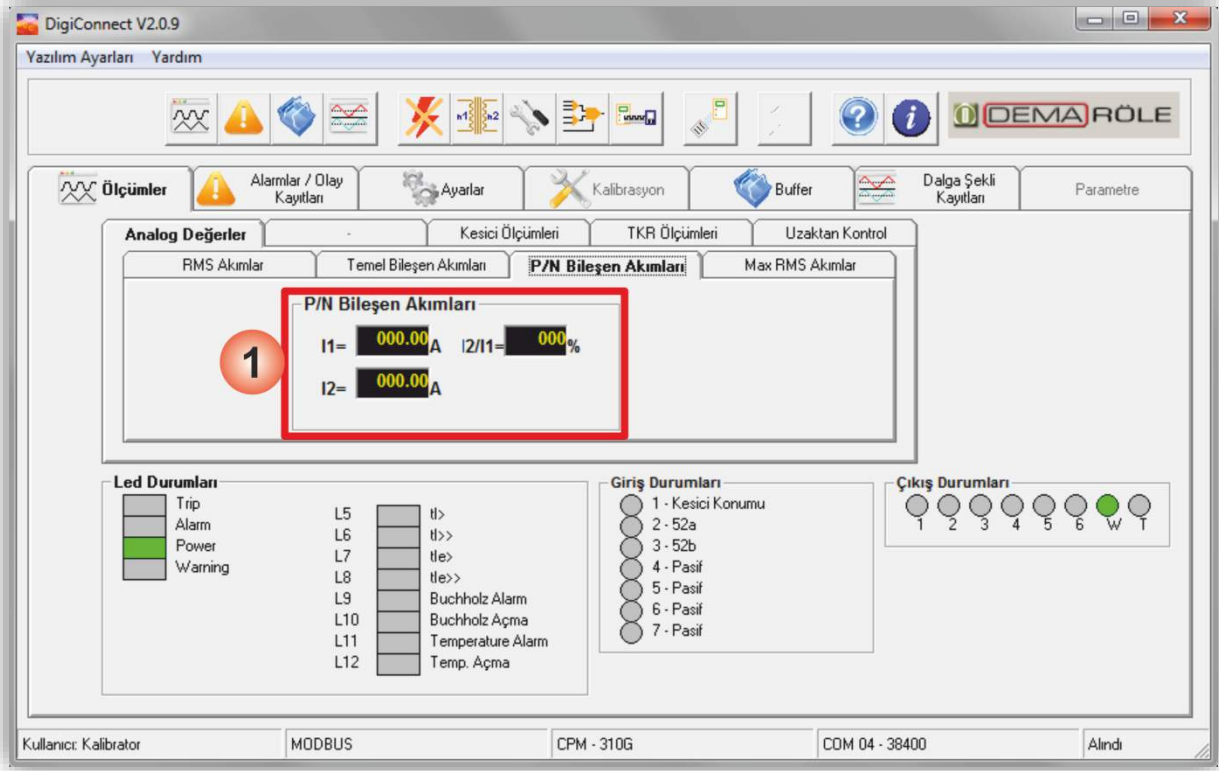 DigiConnect V2.0.9
Yazılım Ayarları Yardım
n1 n2
DEMA RÖLE
Ölçümler
Alarmlar / Olay
Kayıtları
Ayarlar
Kalibrasyon
Buffer
Dalga Şekli
Kayıtları
Parametre
Analog Değerler - Kesici Ölçümleri TKR Ölçümleri Uzaktan Kontrol
RMS Akımlar Temel Bileşen Akımları P/N Bileşen Akımları Max RMS Akımlar
P/N Bileşen Akımları
1
I1= 000.00 A I2/I1= 000 %
I2= 000.00 A
Led Durumları
Trip
Alarm
Power
Warning
L5 tI>
L6 tI>>
L7 tIe>
L8 tIe>>
L9 Buchholz Alarm
L10 Buchholz Açma
L11 Temperature Alarm
L12 Temp. Açma
Giriş Durumları
1 - Kesici Konumu
2 - 52a
3 - 52b
4 - Pasif
5 - Pasif
6 - Pasif
7 - Pasif
Çıkış Durumları
1 2 3 4 5 6 W T
Kullanıcı: Kalibrator MODBUS CPM - 310G COM 04 - 38400 Alındı